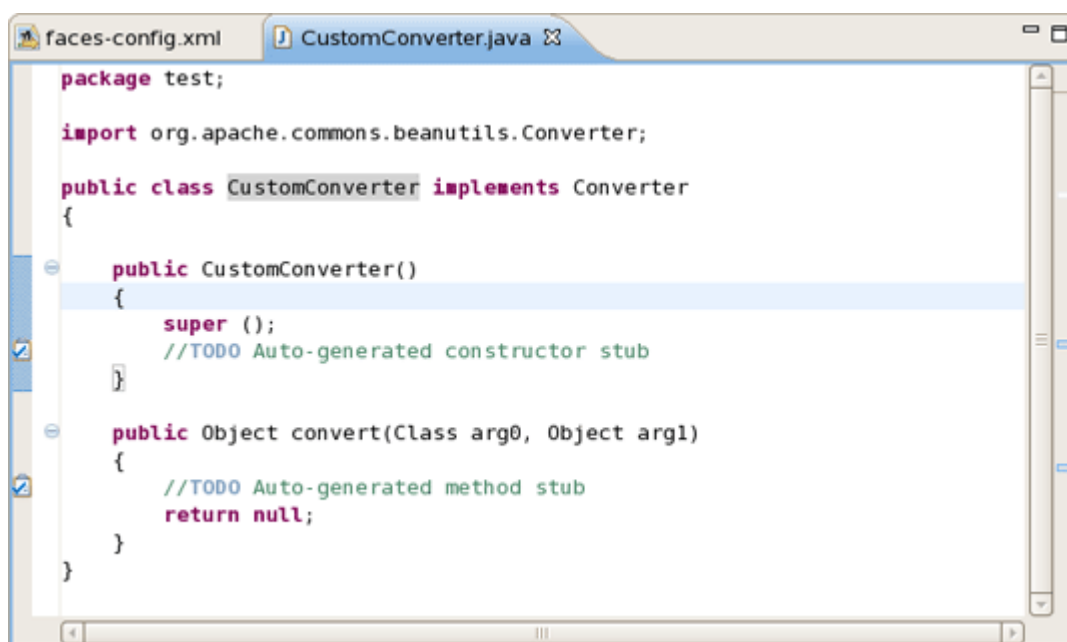 faces-config.xml CustomConverter.java
package test;
import org.apache.commons.beanutils.Converter;
public class CustomConverter implements Converter
{
public CustomConverter()
{
super ();
//TODO Auto-generated constructor stub
}
public Object convert(Class arg0, Object arg1)
{
//TODO Auto-generated method stub
return null;
}
}